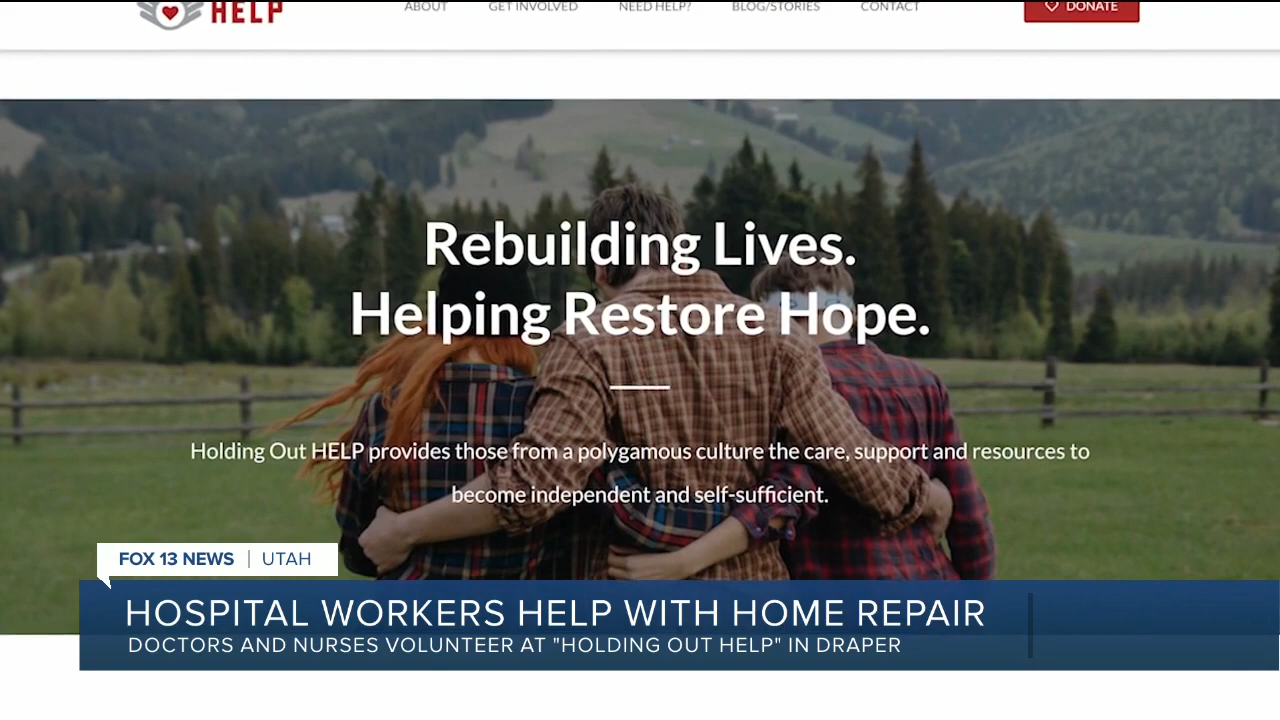 HELP
ABOUT GET INVOLVED NEED HELP? BLOG/STORIES CONTACT DONATE
Rebuilding Lives.
Helping Restore Hope.
Holding Out HELP provides those from a polygamous culture the care, support and resources to
become independent and self-sufficient.
FOX 13 NEWS | UTAH
HOSPITAL WORKERS HELP WITH HOME REPAIR
DOCTORS AND NURSES VOLUNTEER AT "HOLDING OUT HELP" IN DRAPER